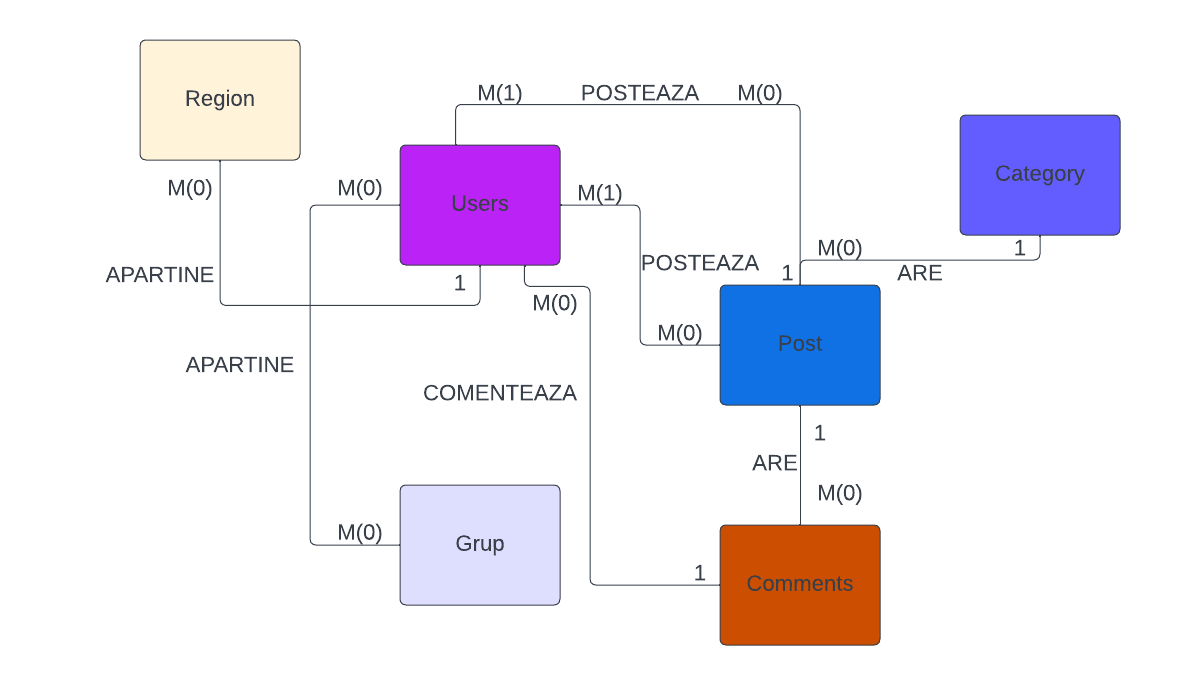 Region
M(1)
POSTEAZA
M(0)
Category
M(0)
M(0)
Users
M(1)
POSTEAZA
M(0)
1
1
ARE
APARTINE
1
M(0)
Post
M(0)
APARTINE
COMENTEAZA
1
ARE
M(0)
M(0)
Grup
1
Comments